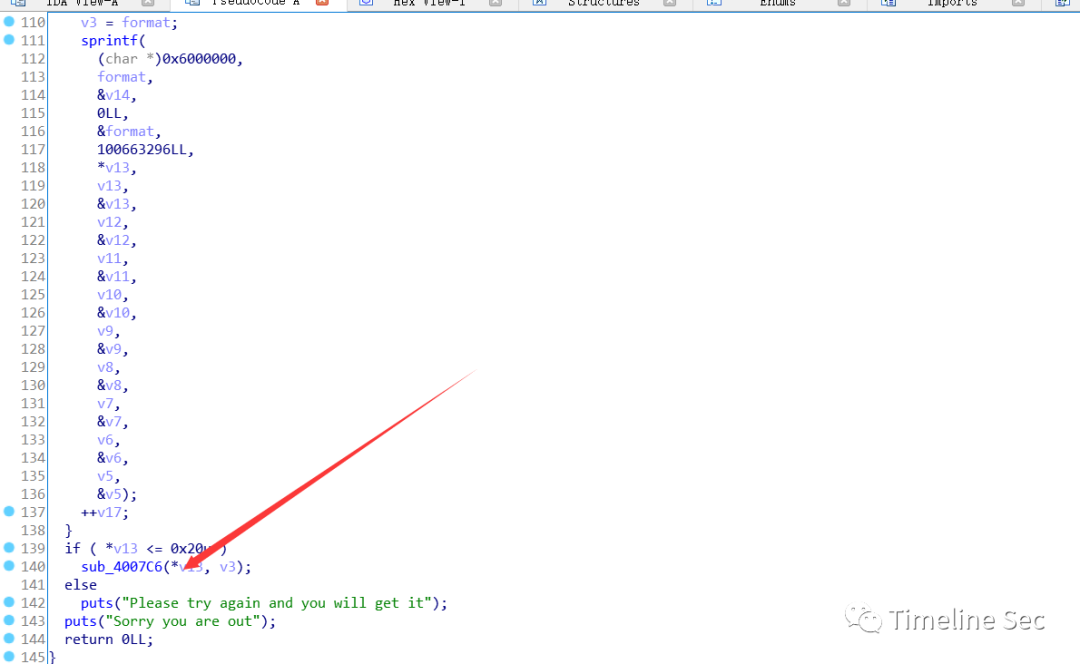 IDA View-A Pseudocode A Hex View-1 Structures Enums Imports
110 v3 = format;
111 sprintf(
112 (char *)0x6000000,
113 format,
114 &v14,
115 0LL,
116 &format,
117 100663296LL,
118 *v13,
119 v13,
120 &v13,
121 v12,
122 &v12,
123 v11,
124 &v11,
125 v10,
126 &v10,
127 v9,
128 &v9,
129 v8,
130 &v8,
131 v7,
132 &v7,
133 v6,
134 &v6,
135 v5,
136 &v5);
137 ++v17;
138 }
139 if ( *v13 <= 0x20u )
140 sub_4007C6(*v13, v3);
141 else
142 puts("Please try again and you will get it");
143 puts("Sorry you are out");
144 return 0LL;
145 }
Timeline Sec